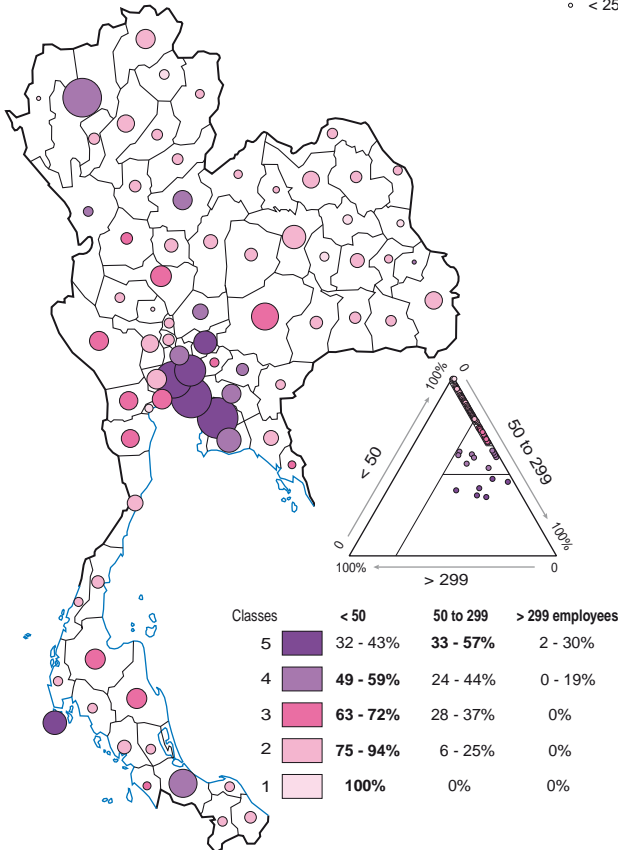 < 25
100%
0
< 50
50 to 299
0
100%
100%
0
> 299
Classes < 50 50 to 299 > 299 employees
5 32 - 43% 33 - 57% 2 - 30%
4 49 - 59% 24 - 44% 0 - 19%
3 63 - 72% 28 - 37% 0%
2 75 - 94% 6 - 25% 0%
1 100% 0% 0%